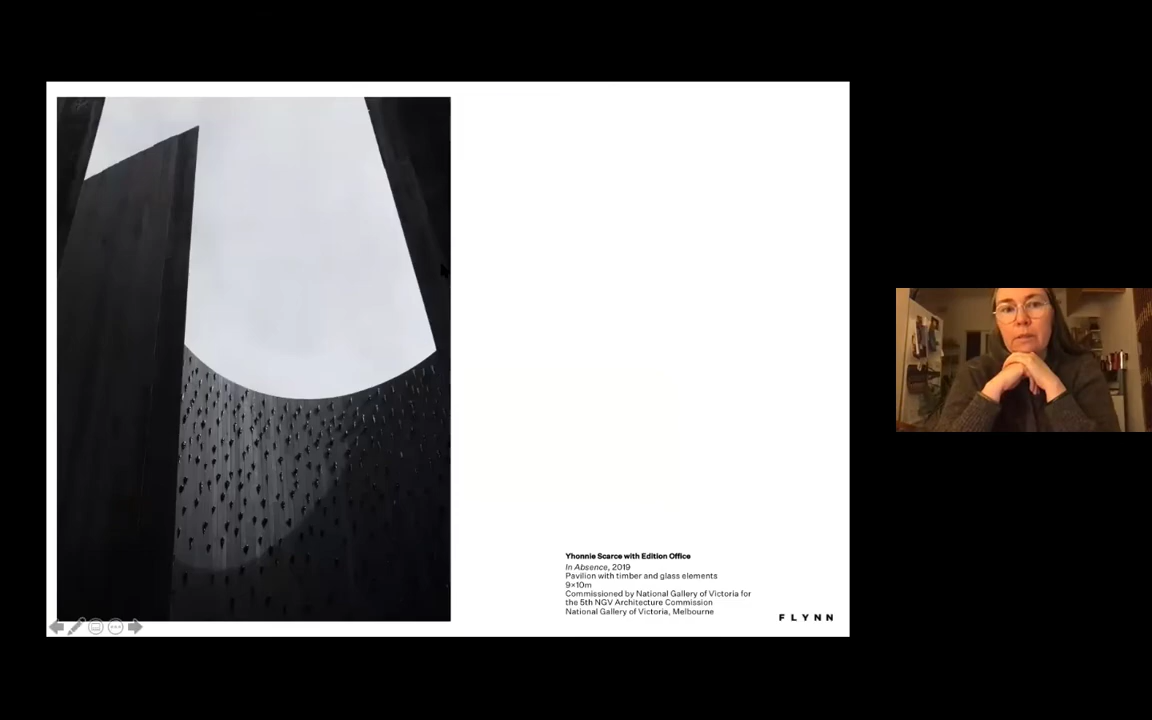 Yhonnie Scarce with Edition Office
In Absence, 2019
Pavilion with timber and glass elements
9×10m
Commissioned by National Gallery of Victoria for
the 5th NGV Architecture Commission
National Gallery of Victoria, Melbourne
FLYNN